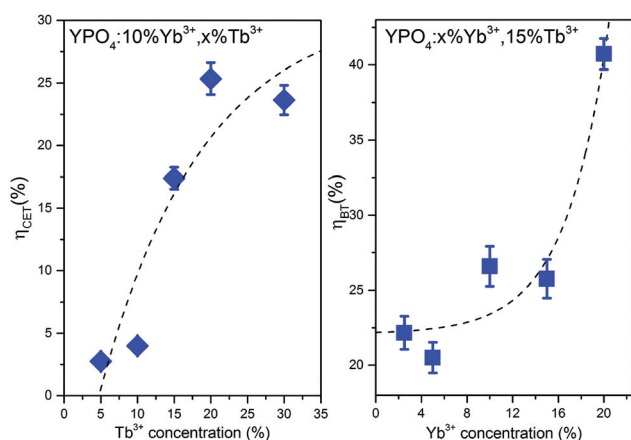 YPO₄:10%Yb³⁺,x%Tb³⁺
η_CET(%)
30
25
20
15
10
5
0
0 5 10 15 20 25 30 35
Tb³⁺ concentration (%)
YPO₄:x%Yb³⁺,15%Tb³⁺
η_BT(%)
40
35
30
25
20
0 4 8 12 16 20
Yb³⁺ concentration (%)